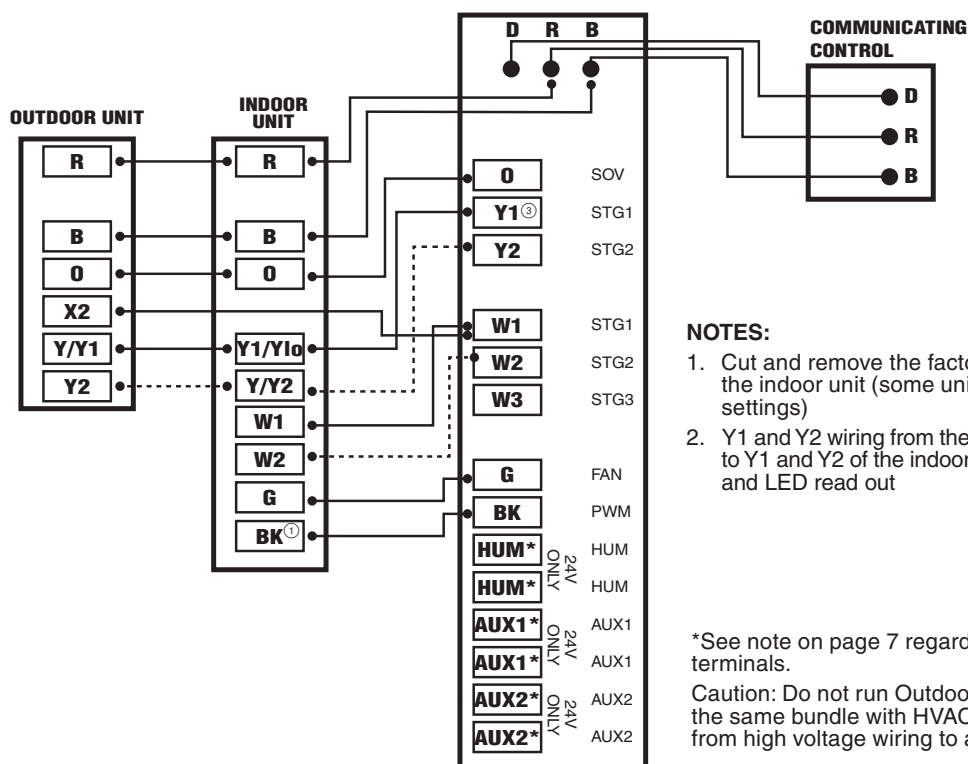 D R B
COMMUNICATING
CONTROL
D
R
B
OUTDOOR UNIT
R
B
O
X2
Y/Y1
Y2
INDOOR
UNIT
R
B
O
Y1/Ylo
Y/Y2
W1
W2
G
BK①
O SOV
Y1③ STG1
Y2 STG2
W1 STG1
W2 STG2
W3 STG3
G FAN
BK PWM
HUM* HUM
HUM* HUM
24V
ONLY
AUX1* AUX1
AUX1* AUX1
24V
ONLY
AUX2* AUX2
AUX2* AUX2
24V
ONLY
NOTES:
1. Cut and remove the facto
the indoor unit (some uni
settings)
2. Y1 and Y2 wiring from the
to Y1 and Y2 of the indoor
and LED read out
*See note on page 7 regard
terminals.
Caution: Do not run Outdoo
the same bundle with HVAC
from high voltage wiring to a